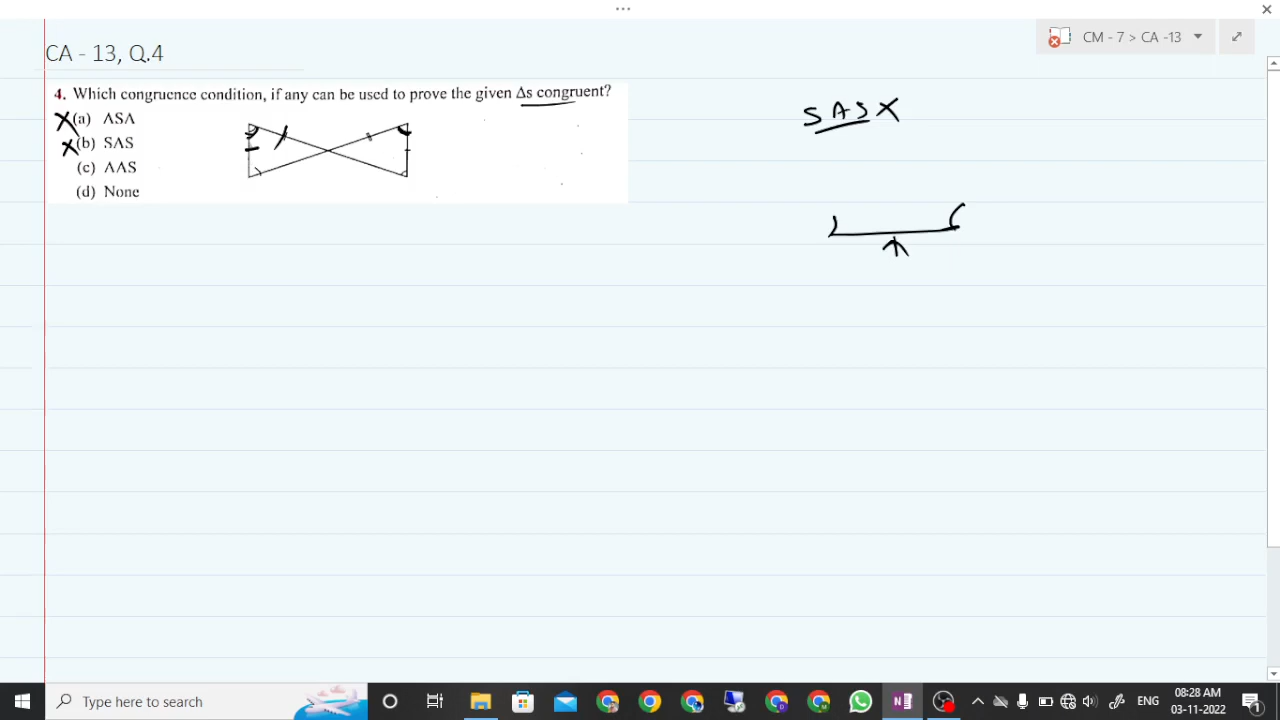 CA - 13, Q.4
CM - 7 > CA -13
4. Which congruence condition, if any can be used to prove the given Δs congruent?
X(a) ASA
X(b) SAS
(c) AAS
(d) None
SAS X
Type here to search
ENG
08:28 AM
03-11-2022
1